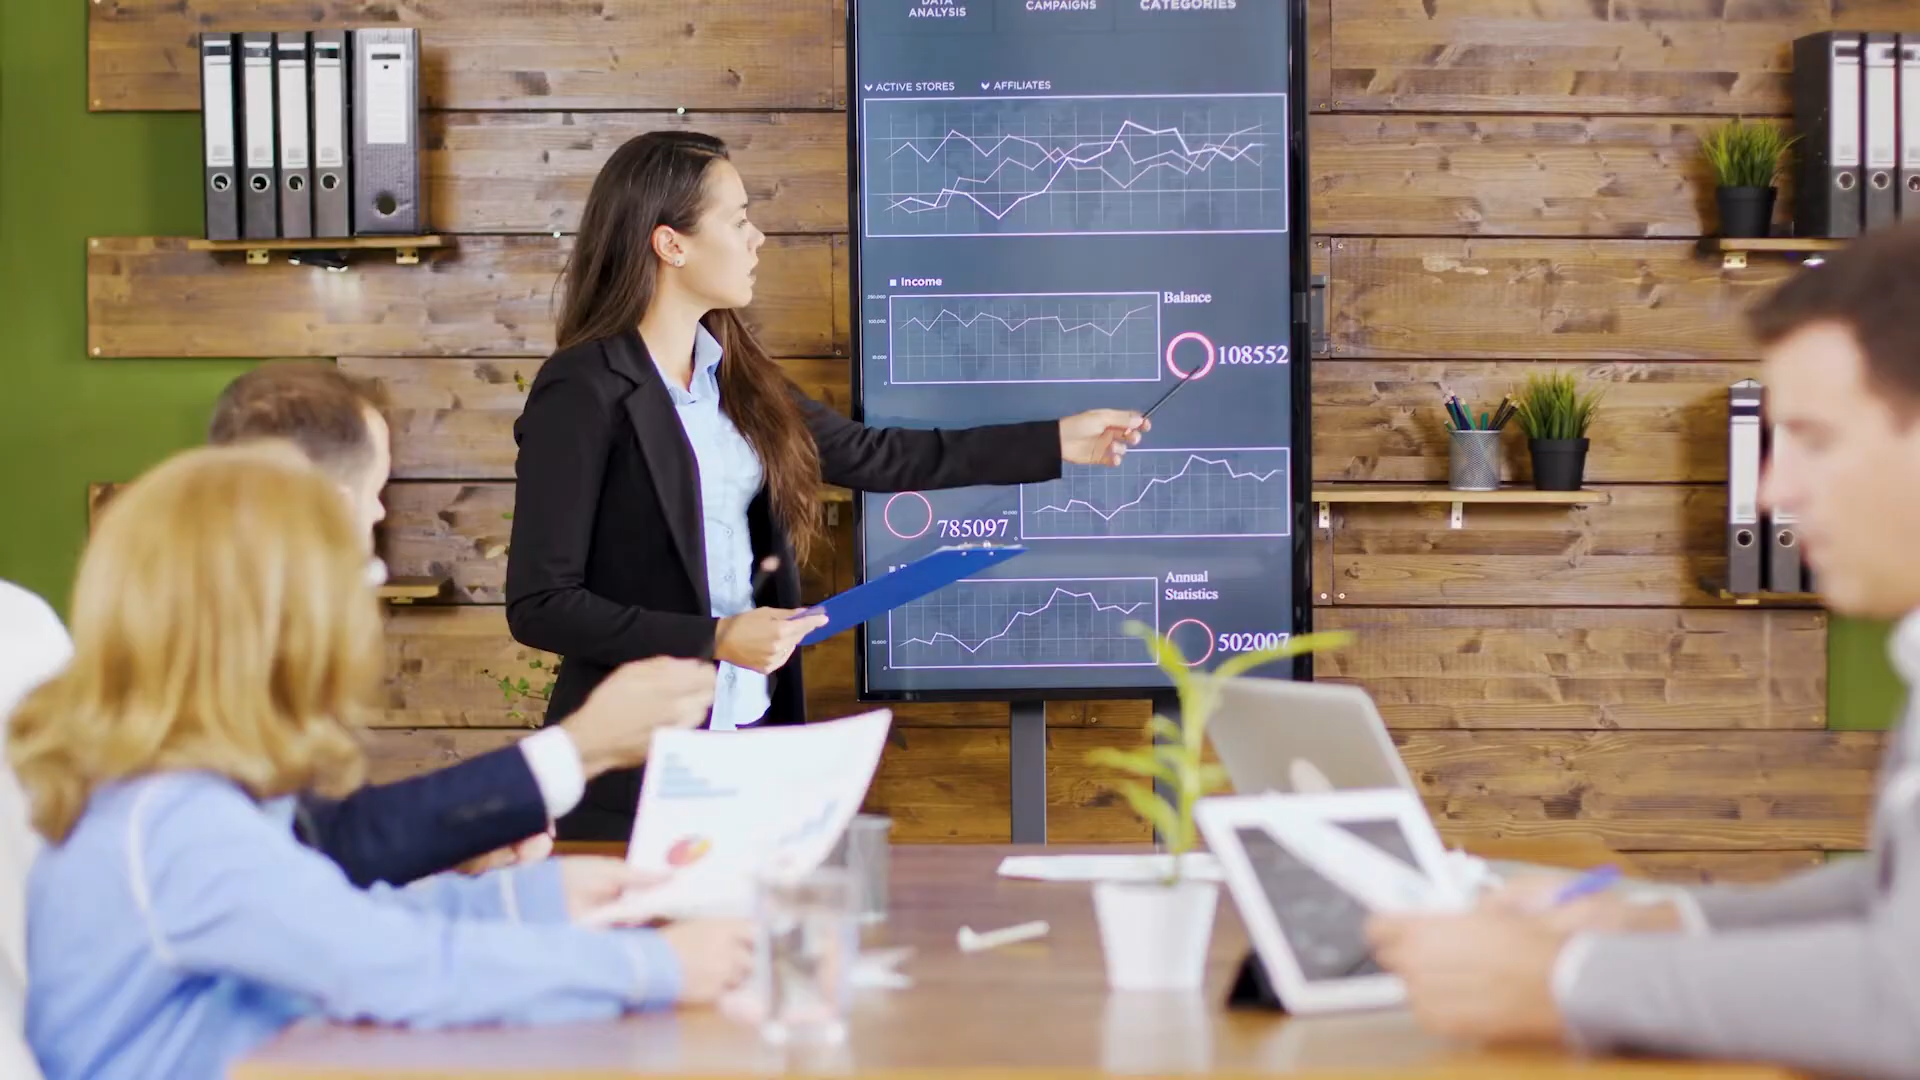 DATA
ANALYSIS
CAMPAIGNS
CATEGORIES
ACTIVE STORES
AFFILIATES
Income
Balance
108552
785097
Annual
Statistics
502007